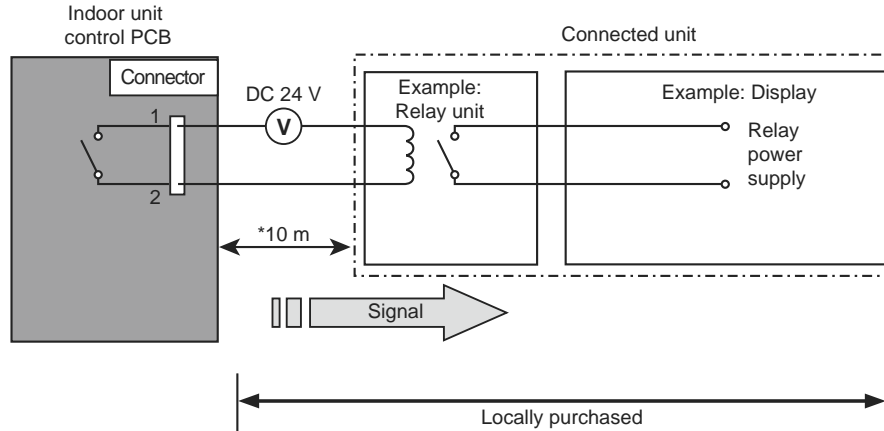 Indoor unit
control PCB
Connector
1
2
DC 24 V
V
*10 m
Connected unit
Example:
Relay unit
Example: Display
Relay
power
supply
Signal
Locally purchased